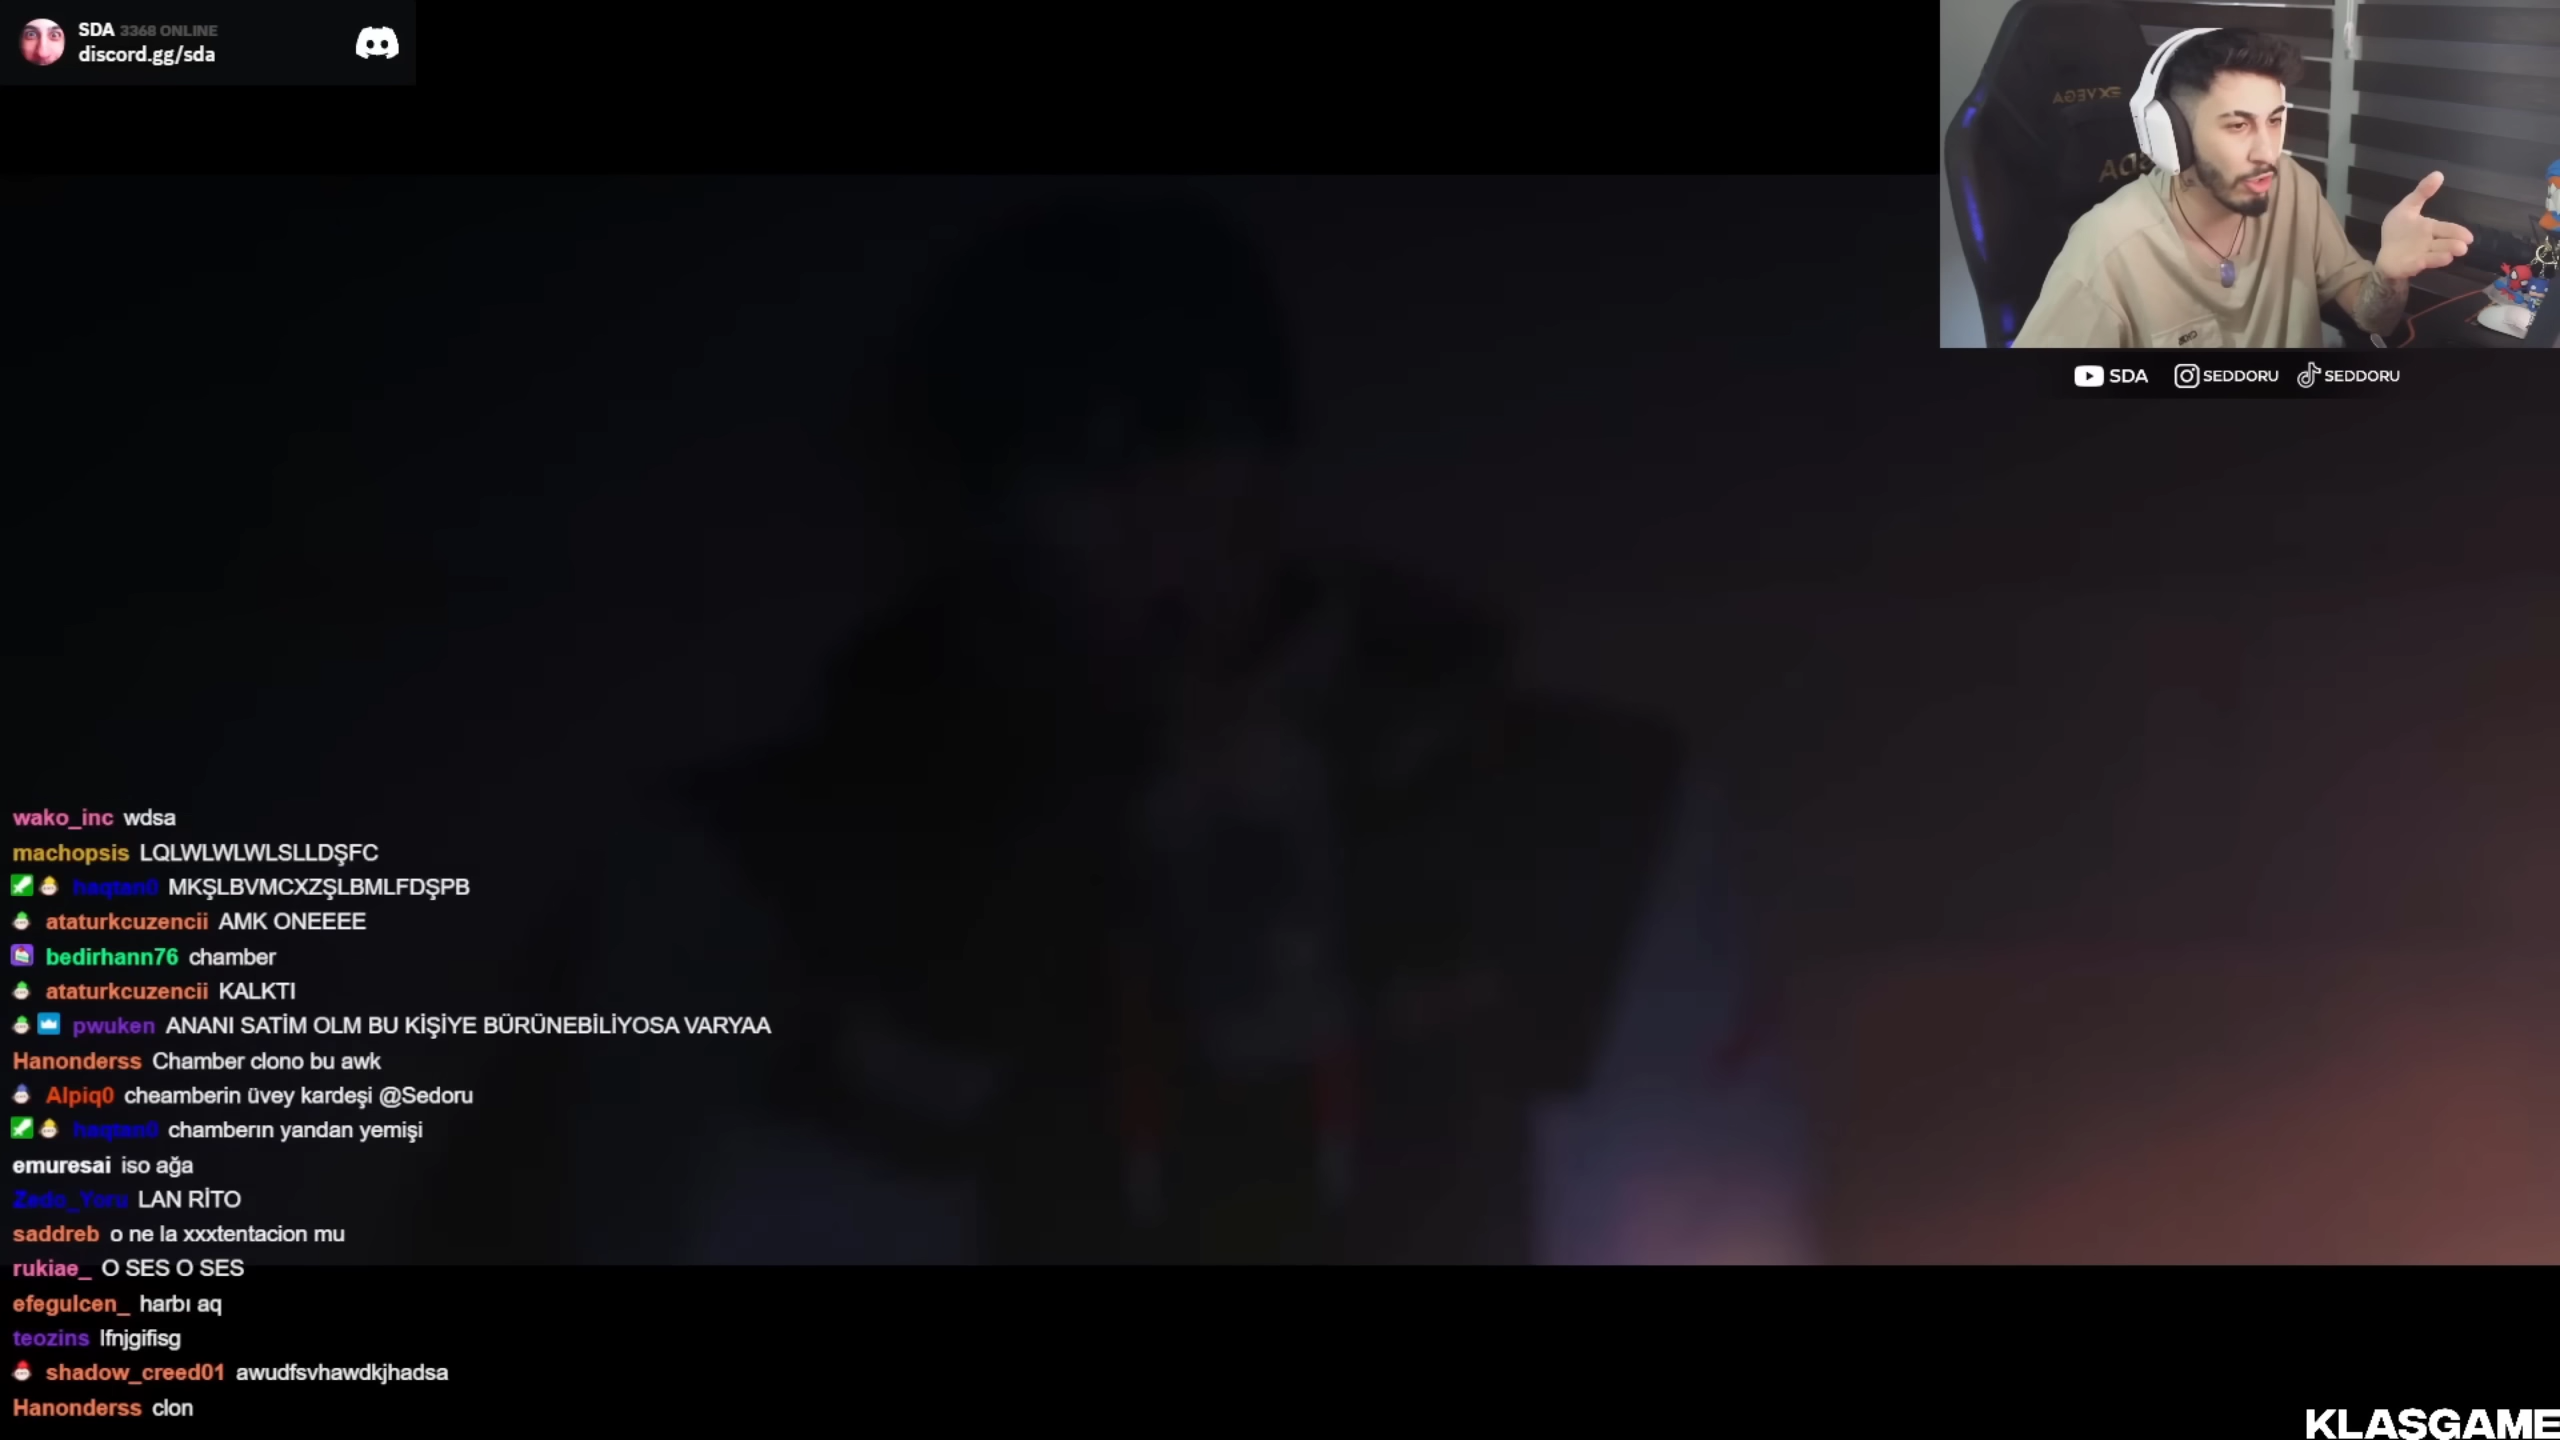 SDA 3368 ONLINE
discord.gg/sda
SDA SEDDORU SEDDORU
wako_inc wdsa
machopsis LQLWLWLWLSLLDŞFC
haqtan0 MKŞLBVMCXZŞLBMLFDŞPB
ataturkcuzencii AMK ONEEEE
bedirhann76 chamber
ataturkcuzencii KALKTI
pwuken ANANI SATİM OLM BU KİŞİYE BÜRÜNEBİLİYOSA VARYAA
Hanonderss Chamber clono bu awk
Alpiq0 cheamberin üvey kardeşi @Sedoru
haqtan0 chamberın yandan yemişi
emuresai iso ağa
Zedo_Yoru LAN RİTO
saddreb o ne la xxxtentacion mu
rukiae_ O SES O SES
efegulcen_ harbı aq
teozins lfnjgifisg
shadow_creed01 awudfsvhawdkjhadsa
Hanonderss clon
KLASGAME